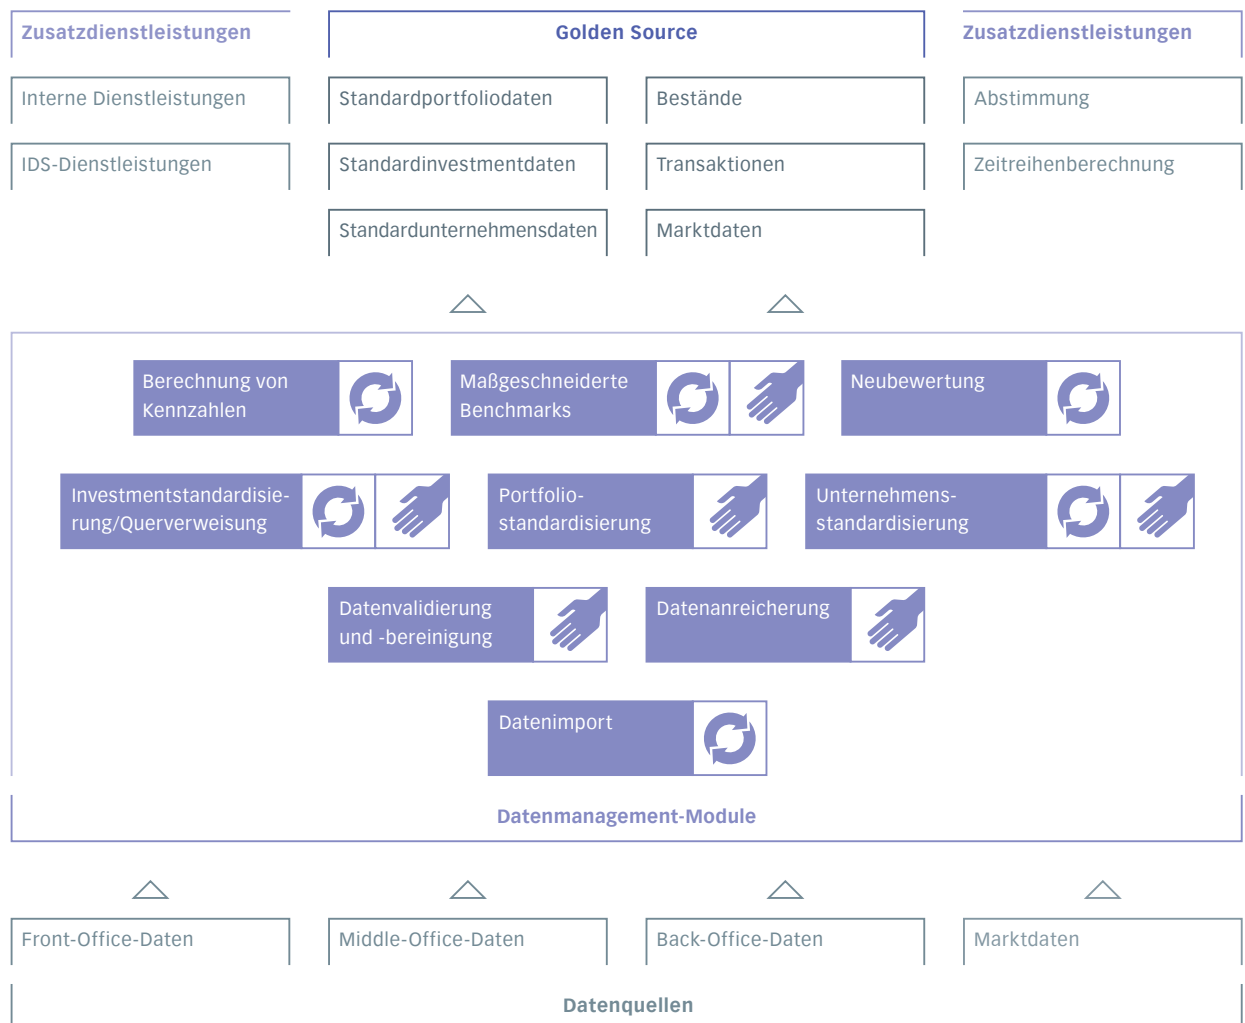 Zusatzdienstleistungen
Golden Source
Zusatzdienstleistungen
Interne Dienstleistungen
Standardportfoliodaten
Bestände
Abstimmung
IDS-Dienstleistungen
Standardinvestmentdaten
Transaktionen
Zeitreihenberechnung
Standardunternehmensdaten
Marktdaten
Berechnung von
Kennzahlen
Maßgeschneiderte
Benchmarks
Neubewertung
Investmentstandardisie-
rung/Querverweisung
Portfolio-
standardisierung
Unternehmens-
standardisierung
Datenvalidierung
und -bereinigung
Datenanreicherung
Datenimport
Datenmanagement-Module
Front-Office-Daten
Middle-Office-Daten
Back-Office-Daten
Marktdaten
Datenquellen